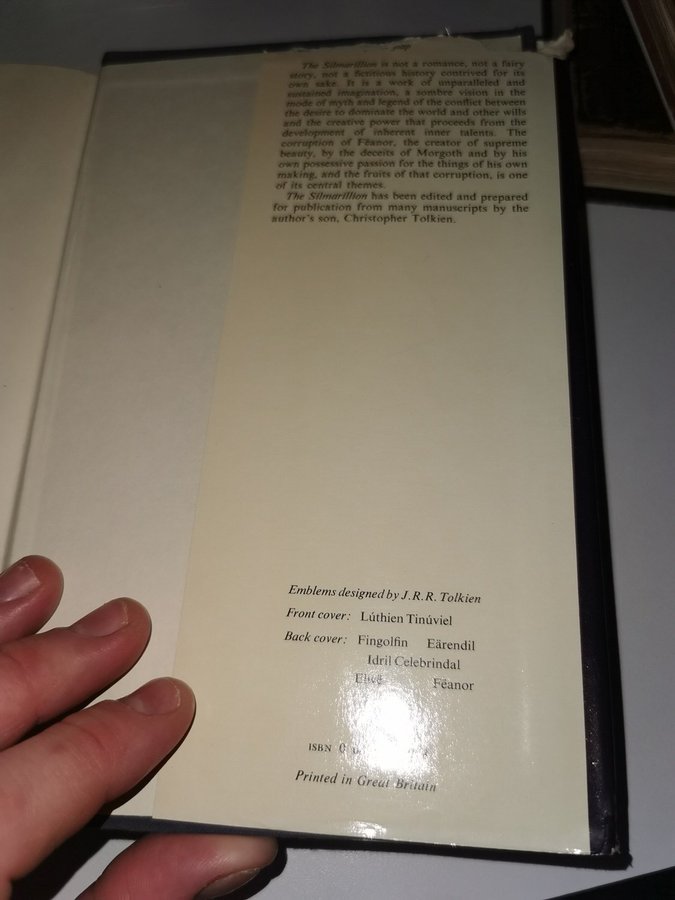 The Silmarillion is not a romance, not a fairy
story, not a fictitious history contrived for its
own sake. It is a work of unparalleled and
sustained imagination, a sombre vision in the
mode of myth and legend of the conflict between
the desire to dominate the world and other wills
and the creative power that proceeds from the
development of inherent inner talents. The
corruption of Fëanor, the creator of supreme
beauty, by the deceits of Morgoth and by his
own possessive passion for the things of his own
making, and the fruits of that corruption, is one
of its central themes.
The Silmarillion has been edited and prepared
for publication from many manuscripts by the
author's son, Christopher Tolkien.
Emblems designed by J.R.R. Tolkien
Front cover: Lúthien Tinúviel
Back cover: Fingolfin Eärendil
Idril Celebrindal
Elwë Fëanor
ISBN 0
Printed in Great Britain